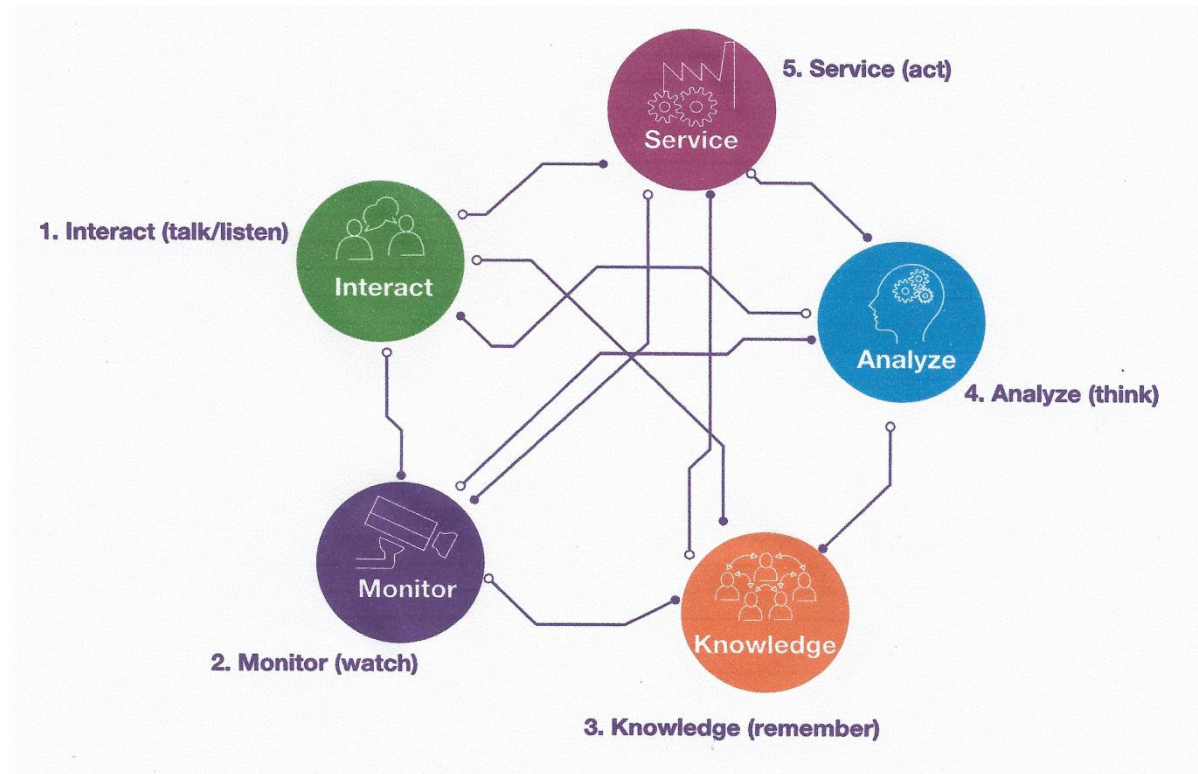 5. Service (act)
Service
1. Interact (talk/listen)
Interact
Analyze
4. Analyze (think)
Monitor
2. Monitor (watch)
Knowledge
3. Knowledge (remember)